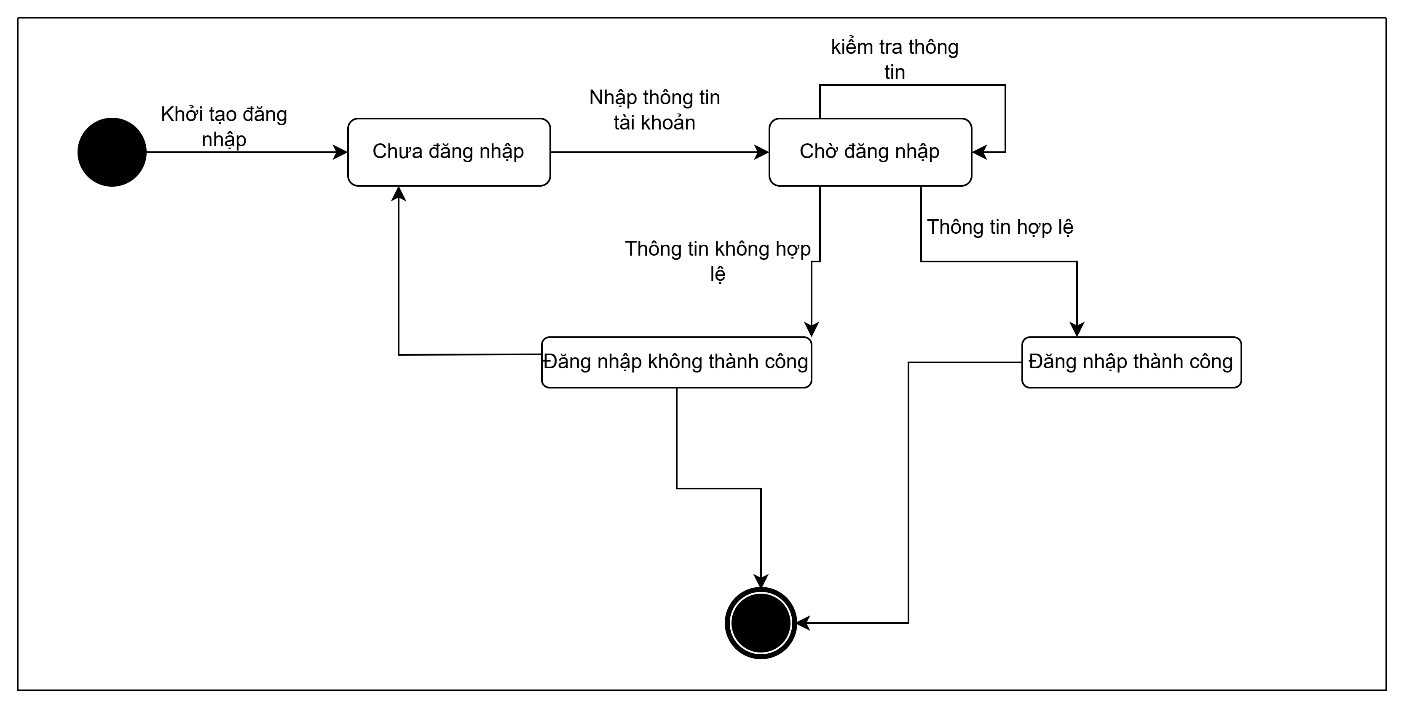 kiểm tra thông
tin
Khởi tạo đăng
nhập
Nhập thông tin
tài khoản
Chưa đăng nhập
Chờ đăng nhập
Thông tin không hợp
lệ
Thông tin hợp lệ
Đăng nhập không thành công
Đăng nhập thành công